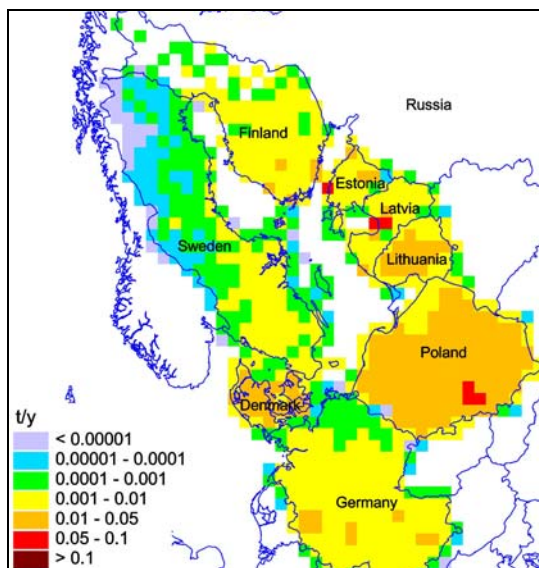 Russia
Finland
Estonia
Latvia
Sweden
Lithuania
Poland
Denmark
Germany
t/y
< 0.00001
0.00001 - 0.0001
0.0001 - 0.001
0.001 - 0.01
0.01 - 0.05
0.05 - 0.1
> 0.1